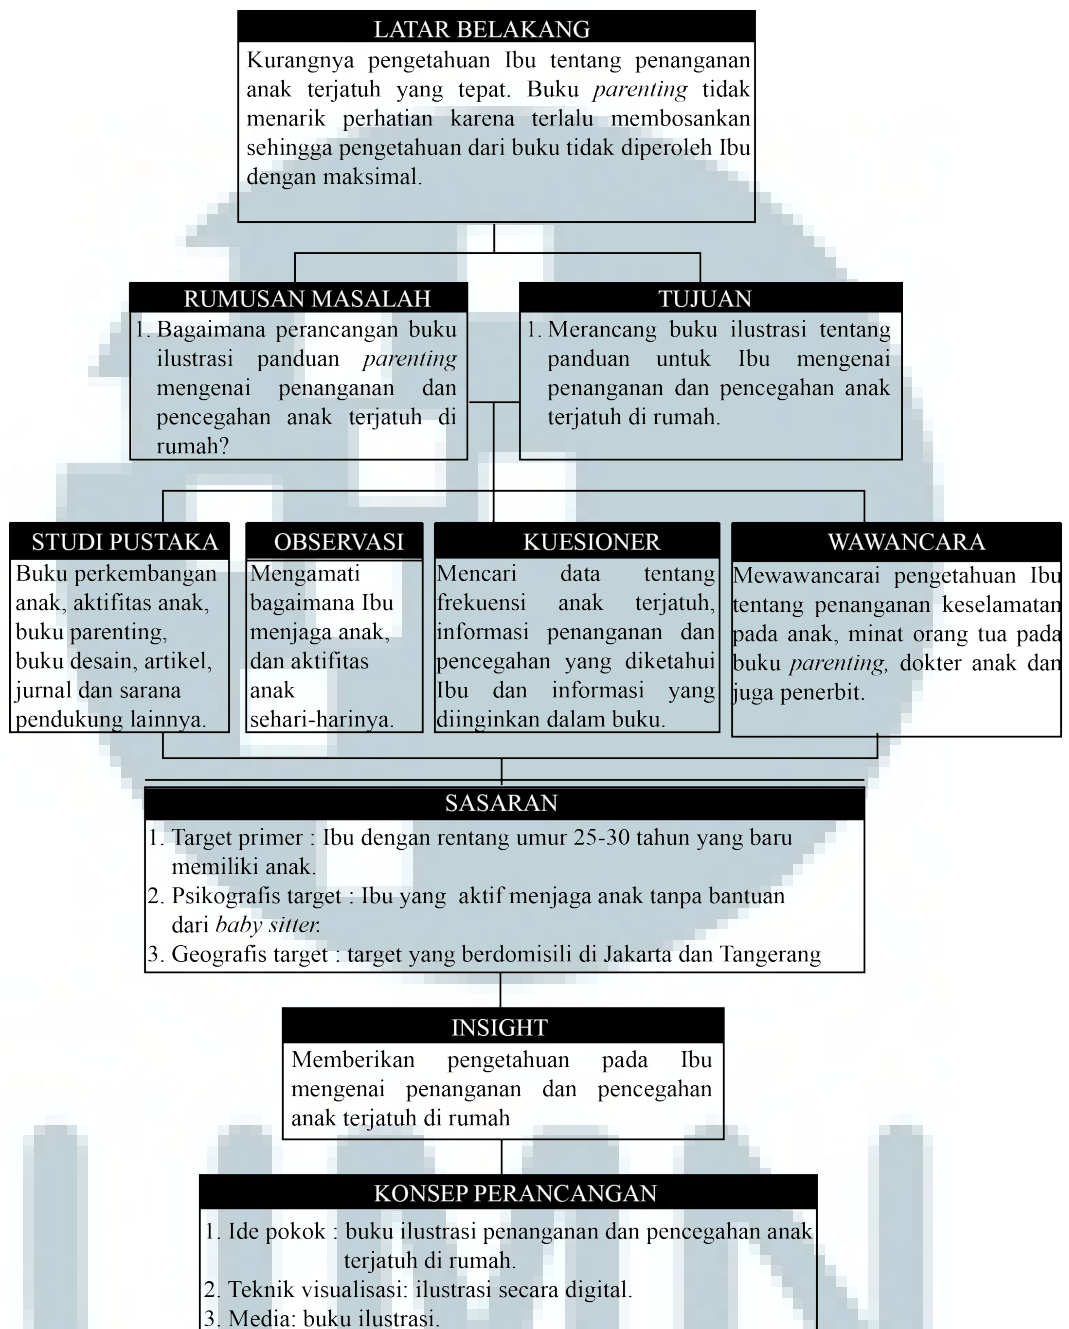 LATAR BELAKANG
Kurangnya pengetahuan Ibu tentang penanganan
anak terjatuh yang tepat. Buku parenting tidak
menarik perhatian karena terlalu membosankan
sehingga pengetahuan dari buku tidak diperoleh Ibu
dengan maksimal.
RUMUSAN MASALAH
1. Bagaimana perancangan buku
ilustrasi panduan parenting
mengenai penanganan dan
pencegahan anak terjatuh di
rumah?
TUJUAN
1. Merancang buku ilustrasi tentang
panduan untuk Ibu mengenai
penanganan dan pencegahan anak
terjatuh di rumah.
STUDI PUSTAKA
Buku perkembangan
anak, aktifitas anak,
buku parenting,
buku desain, artikel,
jurnal dan sarana
pendukung lainnya.
OBSERVASI
Mengamati
bagaimana Ibu
menjaga anak,
dan aktifitas
anak
sehari-harinya.
KUESIONER
Mencari data tentang
frekuensi anak terjatuh,
informasi penanganan dan
pencegahan yang diketahui
Ibu dan informasi yang
diinginkan dalam buku.
WAWANCARA
Mewawancarai pengetahuan Ibu
tentang penanganan keselamatan
pada anak, minat orang tua pada
buku parenting, dokter anak dan
juga penerbit.
SASARAN
1. Target primer : Ibu dengan rentang umur 25-30 tahun yang baru
memiliki anak.
2. Psikografis target : Ibu yang aktif menjaga anak tanpa bantuan
dari baby sitter.
3. Geografis target : target yang berdomisili di Jakarta dan Tangerang
INSIGHT
Memberikan pengetahuan pada Ibu
mengenai penanganan dan pencegahan
anak terjatuh di rumah
KONSEP PERANCANGAN
1. Ide pokok : buku ilustrasi penanganan dan pencegahan anak
terjatuh di rumah.
2. Teknik visualisasi: ilustrasi secara digital.
3. Media: buku ilustrasi.
UMN